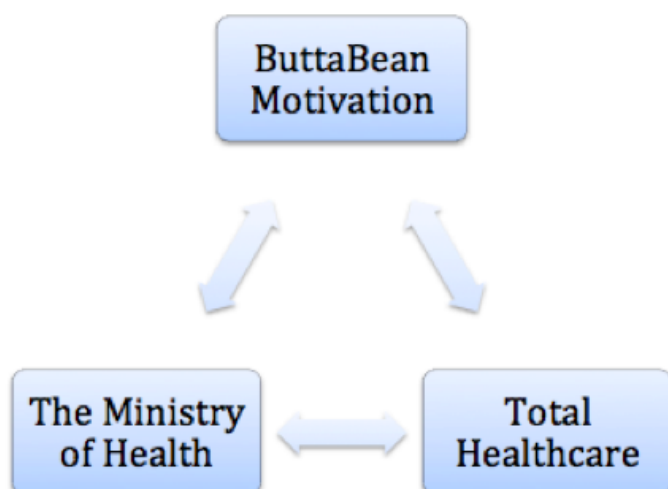 ButtaBean
Motivation
The Ministry
of Health
Total
Healthcare